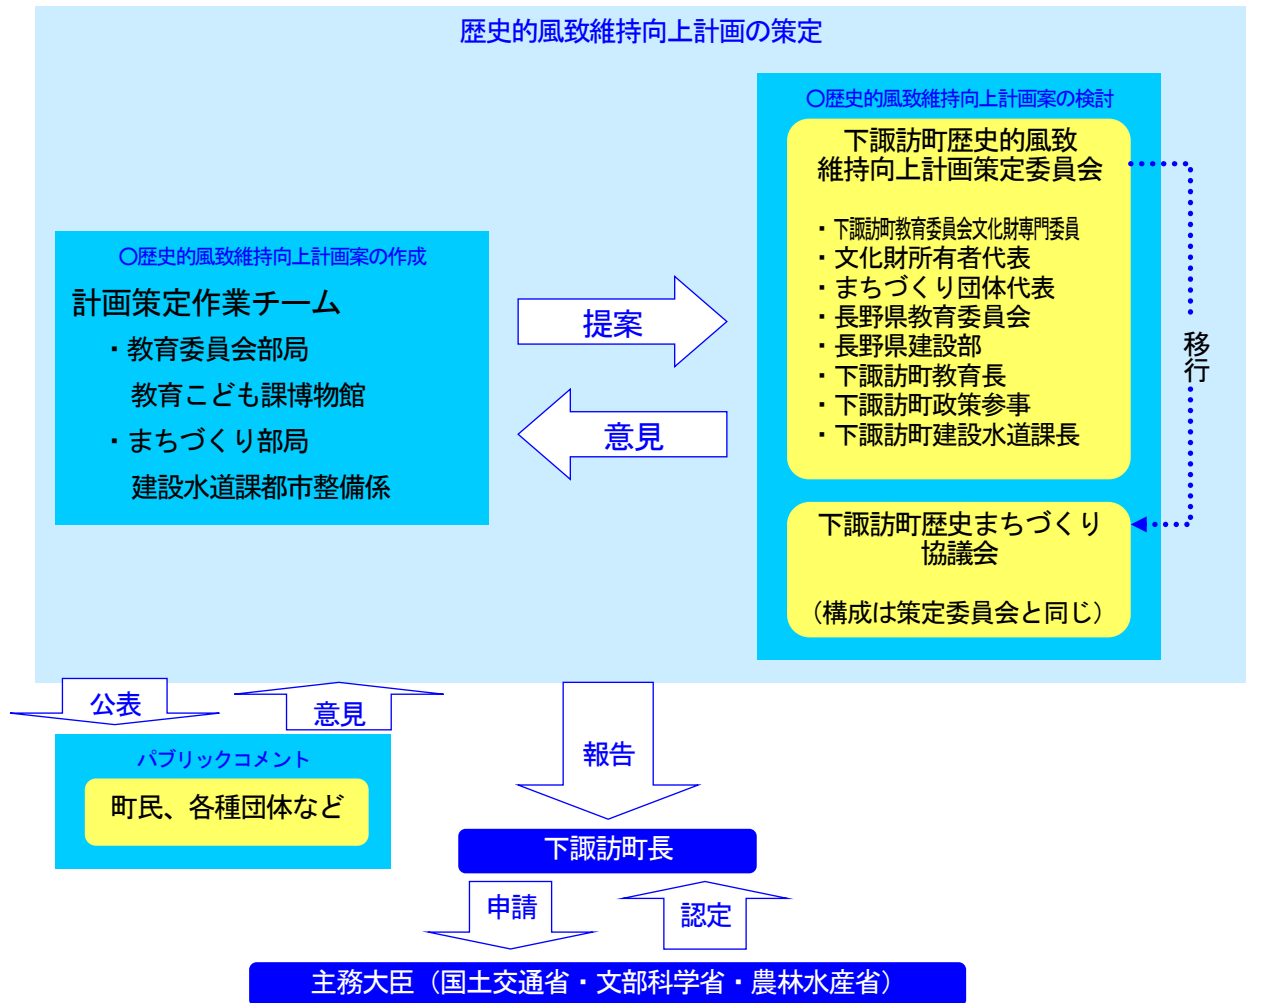 歴史的風致維持向上計画の策定
〇歴史的風致維持向上計画案の作成
計画策定作業チーム
・教育委員会部局
教育こども課博物館
・まちづくり部局
建設水道課都市整備係
提案
意見
〇歴史的風致維持向上計画案の検討
下諏訪町歴史的風致
維持向上計画策定委員会
・下諏訪町教育委員会文化財専門委員
・文化財所有者代表
・まちづくり団体代表
・長野県教育委員会
・長野県建設部
・下諏訪町教育長
・下諏訪町政策参事
・下諏訪町建設水道課長
移行
下諏訪町歴史まちづくり
協議会
（構成は策定委員会と同じ）
公表
意見
パブリックコメント
町民、各種団体など
報告
下諏訪町長
申請
認定
主務大臣（国土交通省・文部科学省・農林水産省）